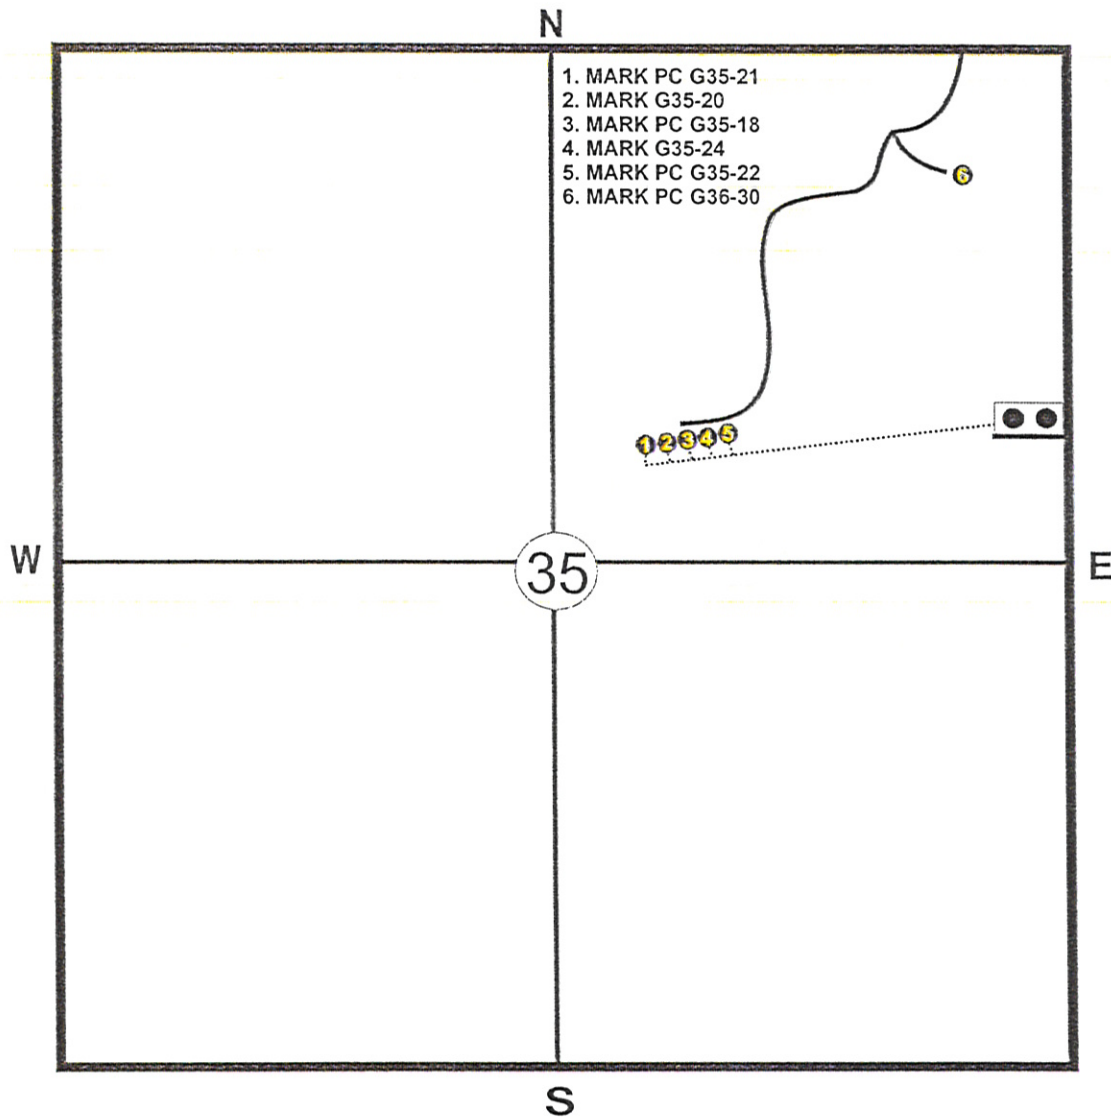 N
1. MARK PC G35-21
2. MARK G35-20
3. MARK PC G35-18
4. MARK G35-24
5. MARK PC G35-22
6. MARK PC G36-30
6
1 2 3 4 5
W
35
E
S